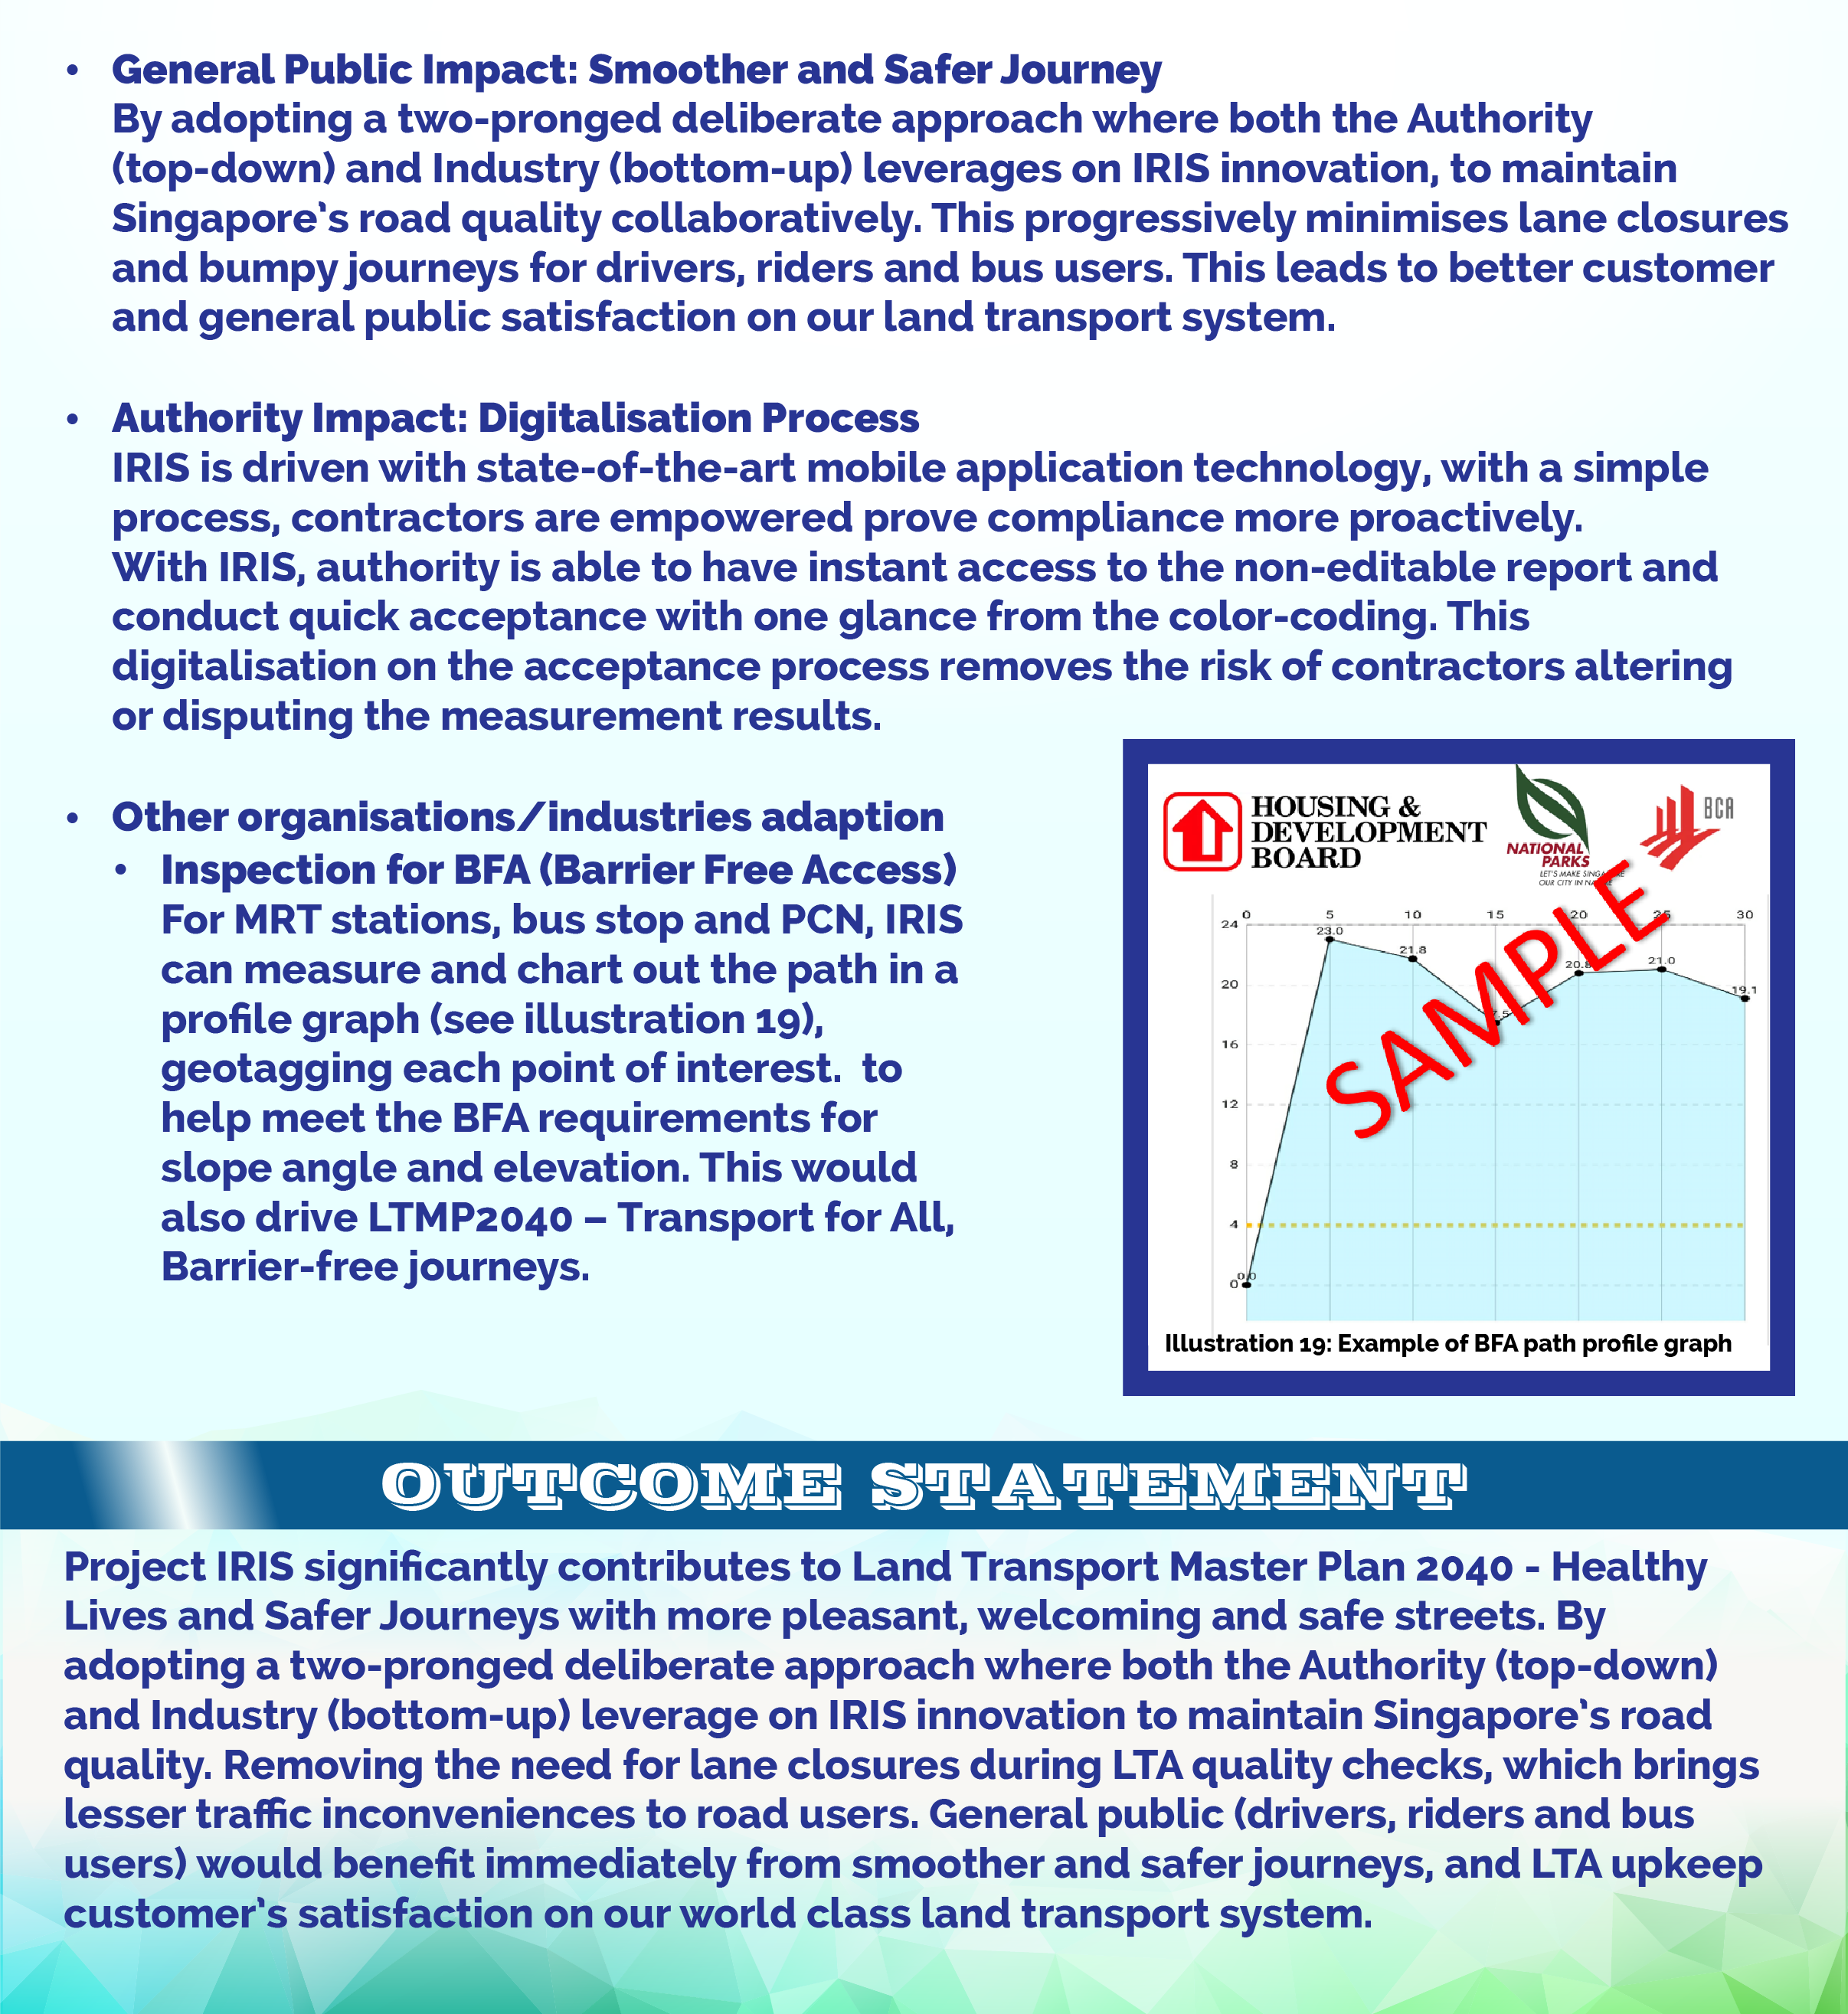 • General Public Impact: Smoother and Safer Journey
By adopting a two-pronged deliberate approach where both the Authority
(top-down) and Industry (bottom-up) leverages on IRIS innovation, to maintain
Singapore’s road quality collaboratively. This progressively minimises lane closures
and bumpy journeys for drivers, riders and bus users. This leads to better customer
and general public satisfaction on our land transport system.
• Authority Impact: Digitalisation Process
IRIS is driven with state-of-the-art mobile application technology, with a simple
process, contractors are empowered prove compliance more proactively.
With IRIS, authority is able to have instant access to the non-editable report and
conduct quick acceptance with one glance from the color-coding. This
digitalisation on the acceptance process removes the risk of contractors altering
or disputing the measurement results.
• Other organisations/industries adaption
• Inspection for BFA (Barrier Free Access)
For MRT stations, bus stop and PCN, IRIS
can measure and chart out the path in a
profile graph (see illustration 19),
geotagging each point of interest.  to
help meet the BFA requirements for
slope angle and elevation. This would
also drive LTMP2040 – Transport for All,
Barrier-free journeys.
HOUSING &
DEVELOPMENT
BOARD
NATIONAL
PARKS
LET'S MAKE
OUR CITY IN
BCA
SAMPLE
0 5 10 15 20 25 30
24
20
16
12
8
4
0
0.0
23.0
21.8
20.8
21.0
19.1
Illustration 19: Example of BFA path profile graph
OUTCOME STATEMENT
Project IRIS significantly contributes to Land Transport Master Plan 2040 - Healthy
Lives and Safer Journeys with more pleasant, welcoming and safe streets. By
adopting a two-pronged deliberate approach where both the Authority (top-down)
and Industry (bottom-up) leverage on IRIS innovation to maintain Singapore’s road
quality. Removing the need for lane closures during LTA quality checks, which brings
lesser traffic inconveniences to road users. General public (drivers, riders and bus
users) would benefit immediately from smoother and safer journeys, and LTA upkeep
customer’s satisfaction on our world class land transport system.